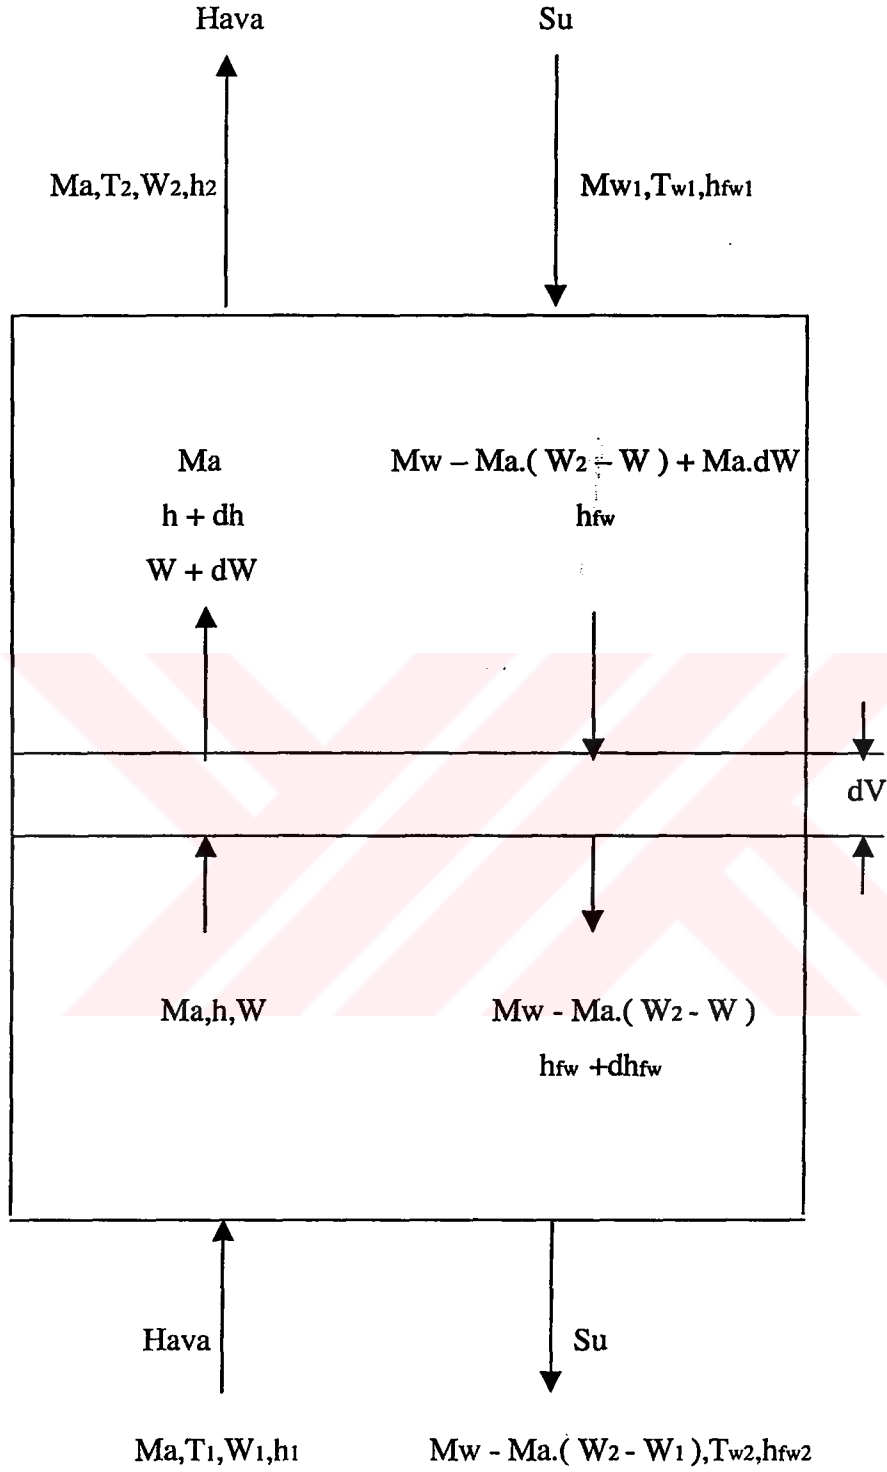 Hava Su
Ma,T2,W2,h2 Mw1,Tw1,hfw1
Ma Mw – Ma.( W2 – W ) + Ma.dW
h + dh hfw
W + dW
dV
Ma,h,W Mw - Ma.( W2 - W )
hfw +dhfw
Hava Su
Ma,T1,W1,h1 Mw - Ma.( W2 - W1 ),Tw2,hfw2